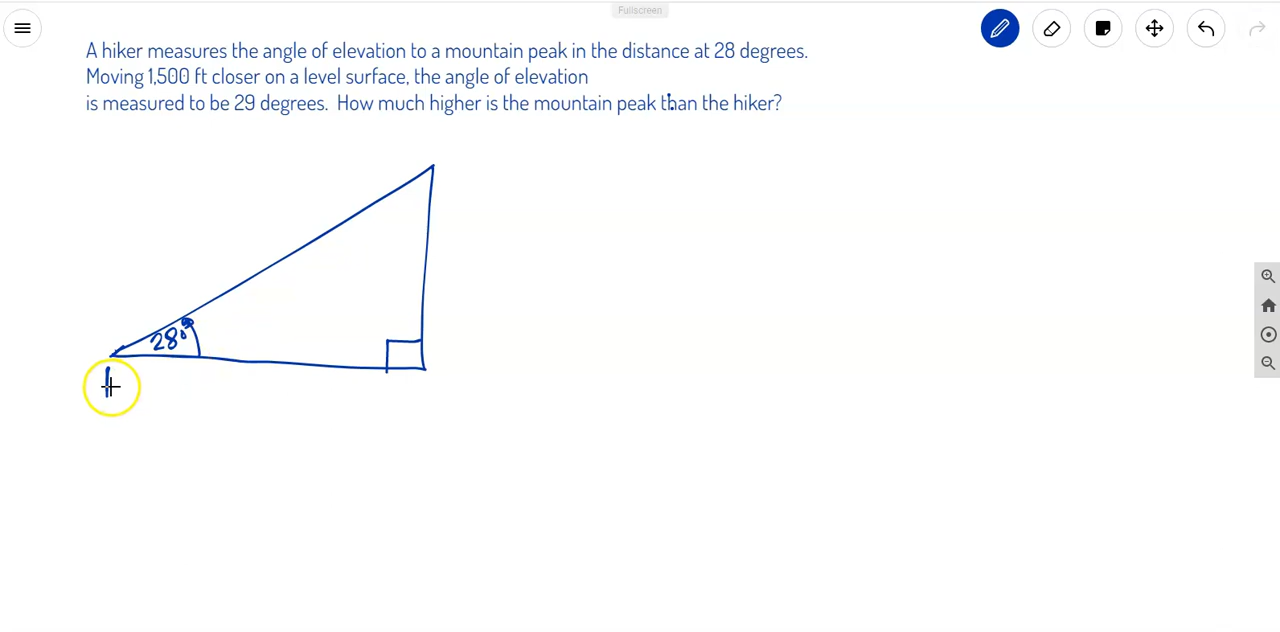 Fullscreen
A hiker measures the angle of elevation to a mountain peak in the distance at 28 degrees.
Moving 1,500 ft closer on a level surface, the angle of elevation
is measured to be 29 degrees. How much higher is the mountain peak than the hiker?
28°